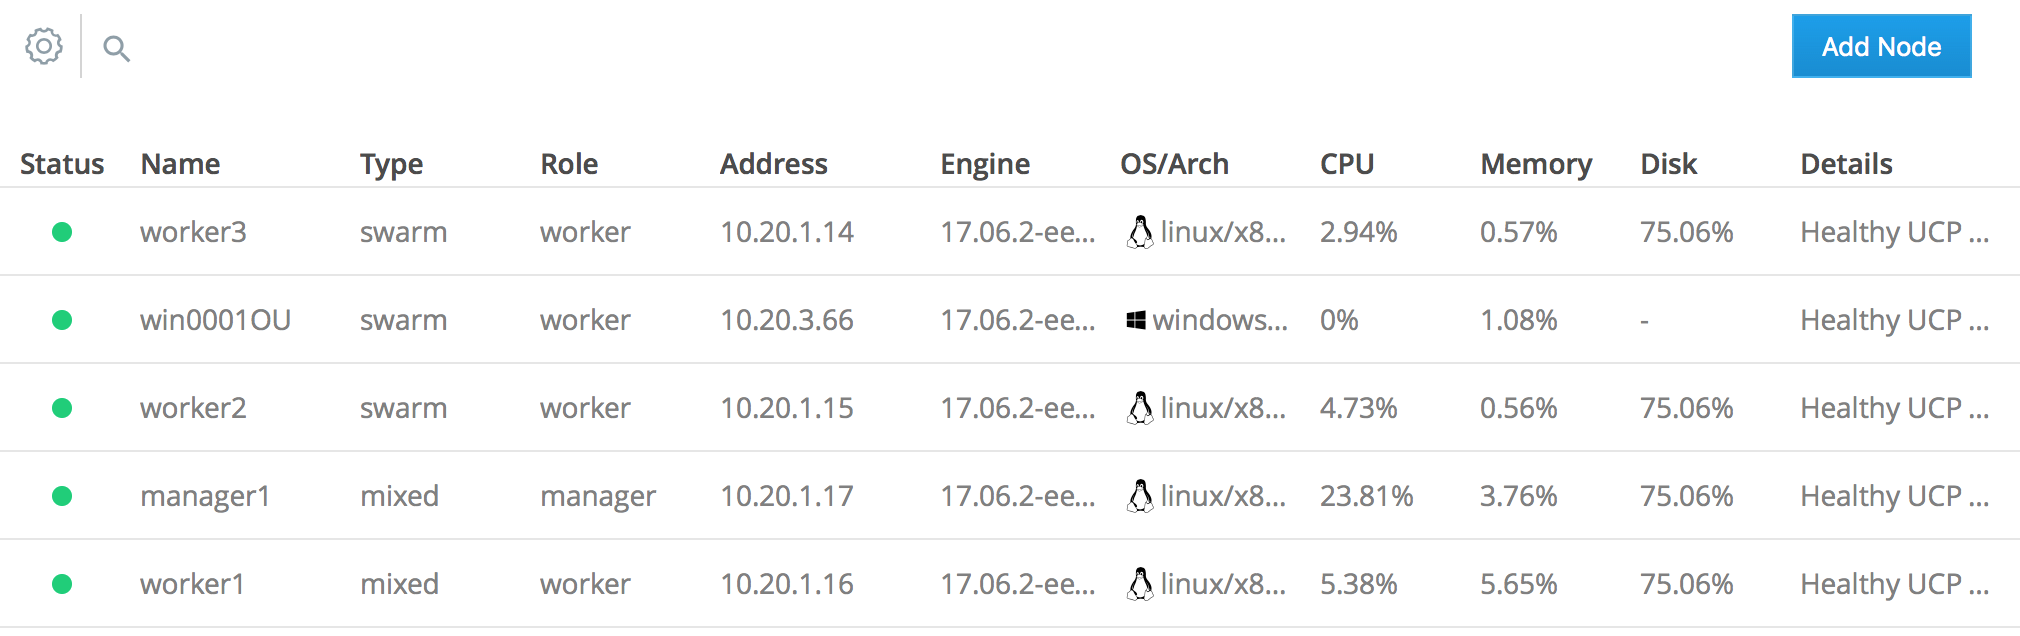 Add Node
Status Name Type Role Address Engine OS/Arch CPU Memory Disk Details
worker3 swarm worker 10.20.1.14 17.06.2-ee... linux/x8... 2.94% 0.57% 75.06% Healthy UCP ...
win0001OU swarm worker 10.20.3.66 17.06.2-ee... windows... 0% 1.08% - Healthy UCP ...
worker2 swarm worker 10.20.1.15 17.06.2-ee... linux/x8... 4.73% 0.56% 75.06% Healthy UCP ...
manager1 mixed manager 10.20.1.17 17.06.2-ee... linux/x8... 23.81% 3.76% 75.06% Healthy UCP ...
worker1 mixed worker 10.20.1.16 17.06.2-ee... linux/x8... 5.38% 5.65% 75.06% Healthy UCP ...